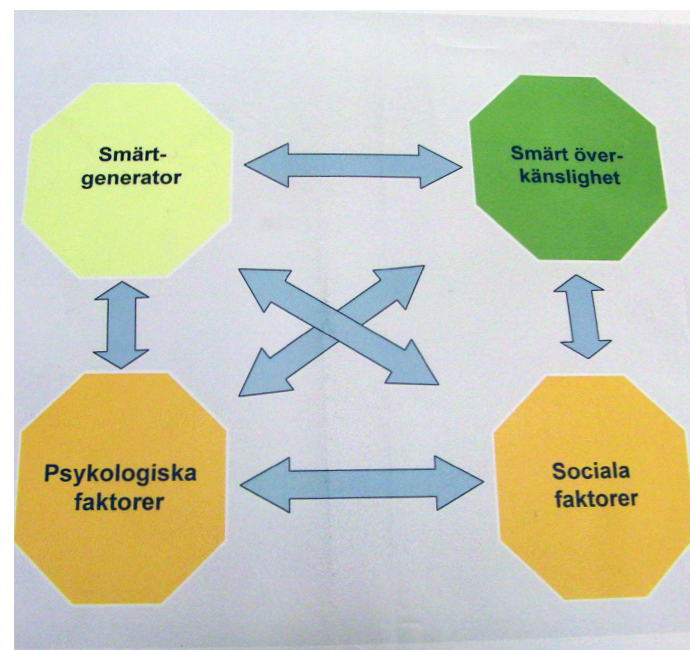 Smärt-
generator
Smärt över-
känslighet
Psykologiska
faktorer
Sociala
faktorer